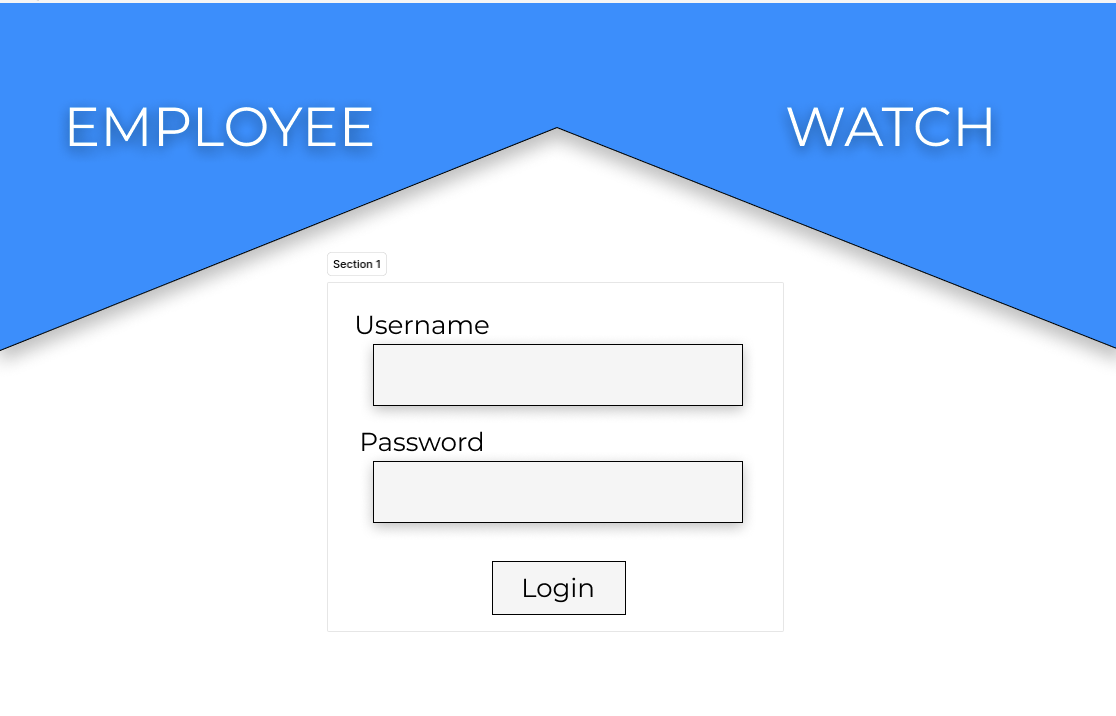 EMPLOYEE WATCH
Section 1
Username
Password
Login